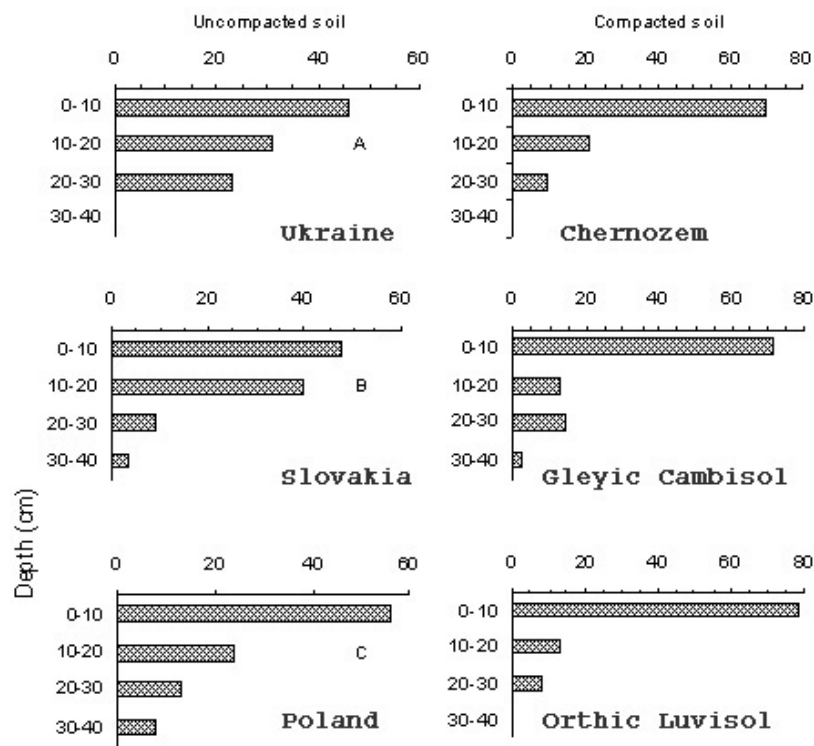 Uncompacted soil
Compacted soil
0 20 40 60
0 20 40 60 80
0-10
10-20
20-30
30-40
A
Ukraine
0-10
10-20
20-30
30-40
Chernozem
0 20 40 60
0 20 40 60 80
0-10
10-20
20-30
30-40
B
Slovakia
0-10
10-20
20-30
30-40
Gleyic Cambisol
Depth (cm)
0 20 40 60
0 20 40 60 80
0-10
10-20
20-30
30-40
C
Poland
0-10
10-20
20-30
30-40
Orthic Luvisol